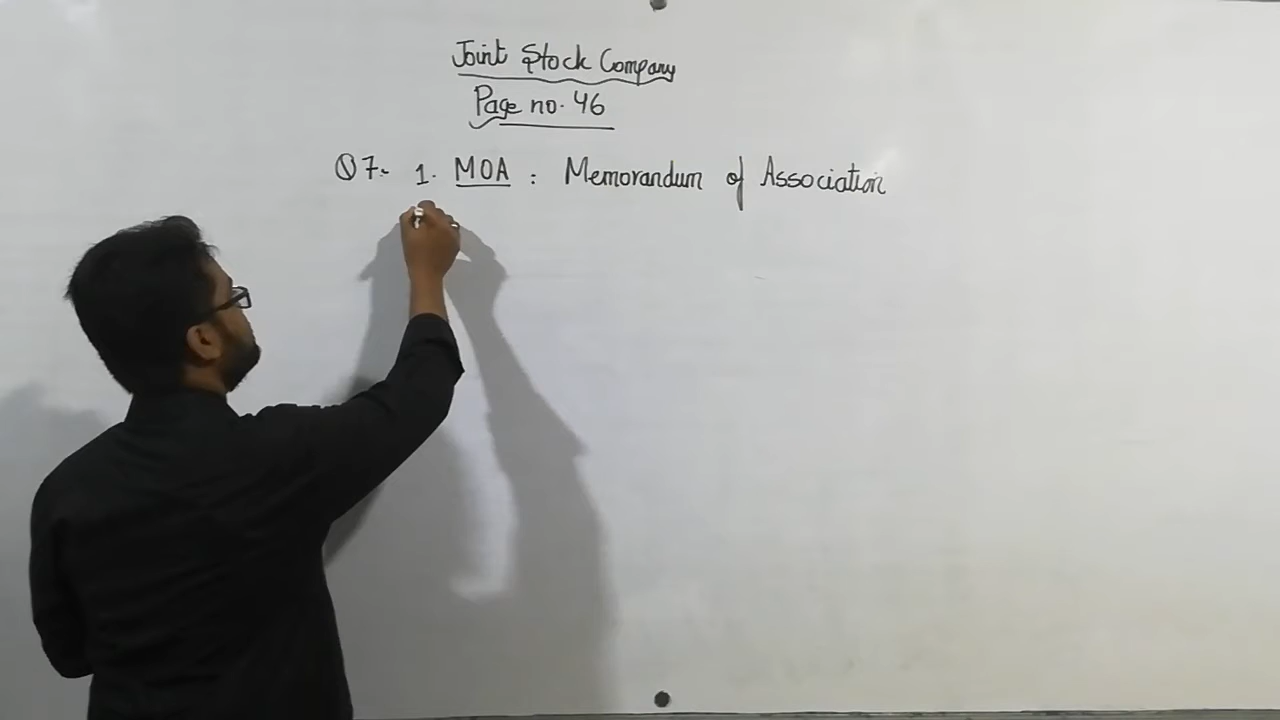 Joint Stock Company
Page no. 46
Q7. 1. MOA : Memorandum of Association